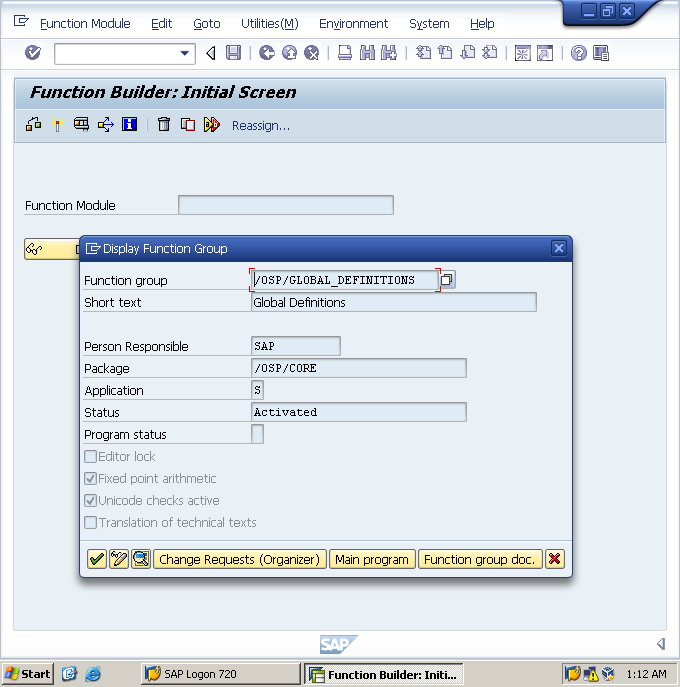 Function Module Edit Goto Utilities(M) Environment System Help
Function Builder: Initial Screen
Reassign...
Function Module
Display Function Group
Function group /OSP/GLOBAL_DEFINITIONS
Short text Global Definitions
Person Responsible SAP
Package /OSP/CORE
Application S
Status Activated
Program status
Editor lock
Fixed point arithmetic
Unicode checks active
Translation of technical texts
Change Requests (Organizer) Main program Function group doc.
SAP
Start SAP Logon 720 Function Builder: Initi... 1:12 AM